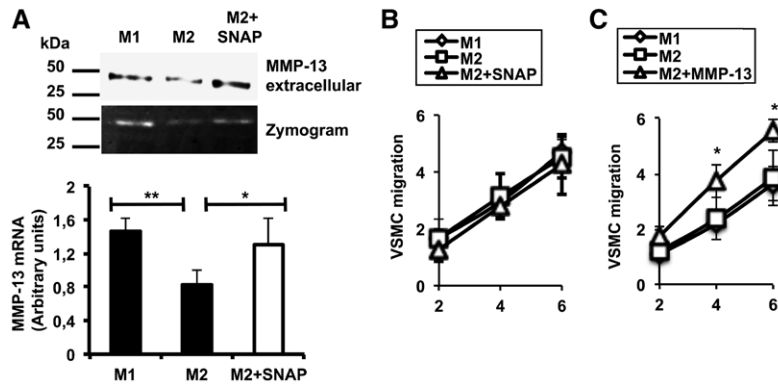 A
M1 M2 M2+
SNAP
kDa
50
25
MMP-13
extracellular
50
25
Zymogram
MMP-13 mRNA
(Arbitrary units)
2
1,6
1,2
0,8
0,4
0
**
*
M1 M2 M2+SNAP
B
M1
M2
M2+SNAP
VSMC migration
6
4
2
0
2 4 6
C
M1
M2
M2+MMP-13
VSMC migration
6
4
2
0
*
*
2 4 6